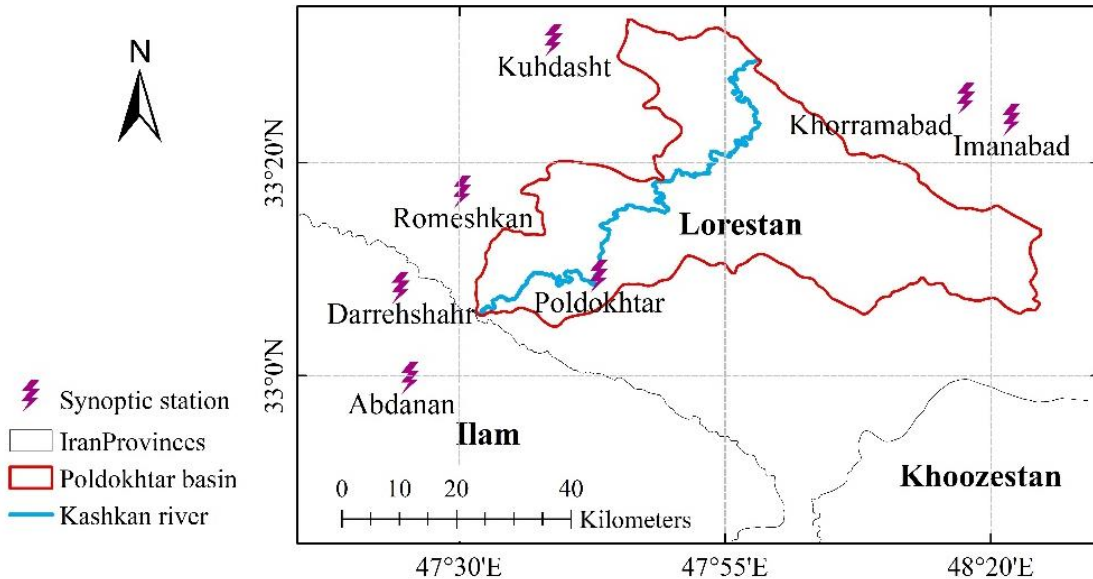 N
Kuhdasht
Khorramabad
Imanabad
33°20'N
Romeshkan
Lorestan
Darrehshahr
Poldokhtar
33°0'N
Abdanan
Ilam
Khoozestan
Synoptic station
IranProvinces
Poldokhtar basin
Kashkan river
0 10 20 40
Kilometers
47°30'E 47°55'E 48°20'E